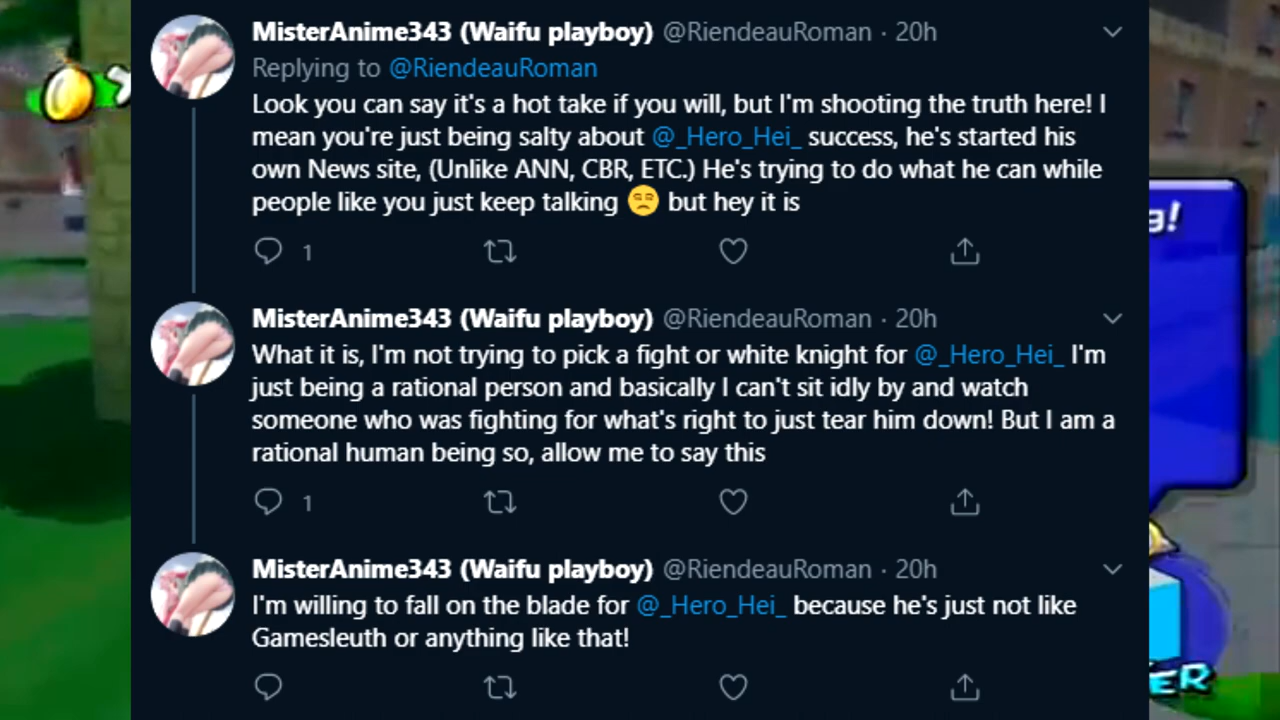 MisterAnime343 (Waifu playboy) @RiendeauRoman · 20h
Replying to @RiendeauRoman
Look you can say it's a hot take if you will, but I'm shooting the truth here! I
mean you're just being salty about @_Hero_Hei_ success, he's started his
own News site, (Unlike ANN, CBR, ETC.) He's trying to do what he can while
people like you just keep talking 😒 but hey it is
1
MisterAnime343 (Waifu playboy) @RiendeauRoman · 20h
What it is, I'm not trying to pick a fight or white knight for @_Hero_Hei_ I'm
just being a rational person and basically I can't sit idly by and watch
someone who was fighting for what's right to just tear him down! But I am a
rational human being so, allow me to say this
1
MisterAnime343 (Waifu playboy) @RiendeauRoman · 20h
I'm willing to fall on the blade for @_Hero_Hei_ because he's just not like
Gamesleuth or anything like that!